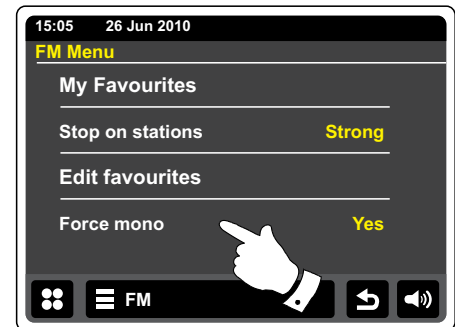 15:05 26 Jun 2010
FM Menu
My Favourites
Stop on stations Strong
Edit favourites
Force mono Yes
FM